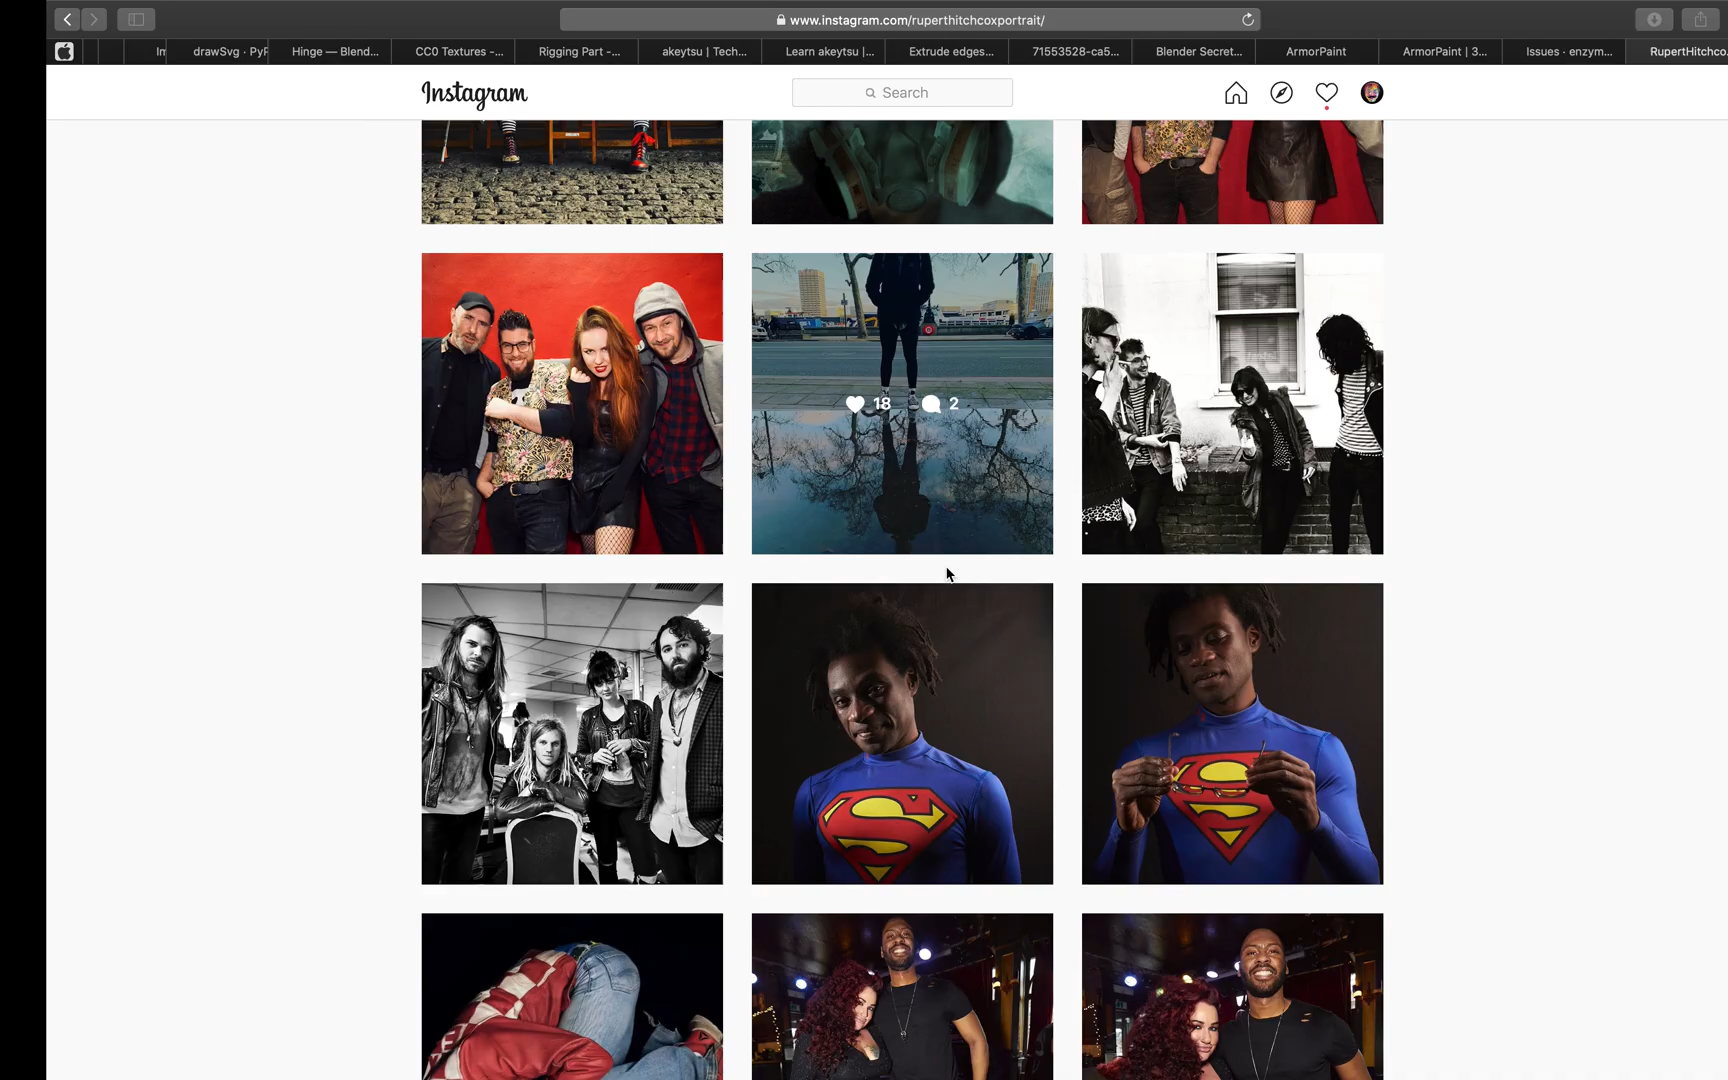 www.instagram.com/ruperthitchcoxportrait/
drawSvg · PyF
Hinge — Blend...
CC0 Textures -...
Rigging Part -...
akeytsu | Tech...
Learn akeytsu |...
Extrude edges...
71553528-ca5...
Blender Secret...
ArmorPaint
ArmorPaint | 3...
Issues · enzym...
RupertHitchco
Instagram
Search
18
2